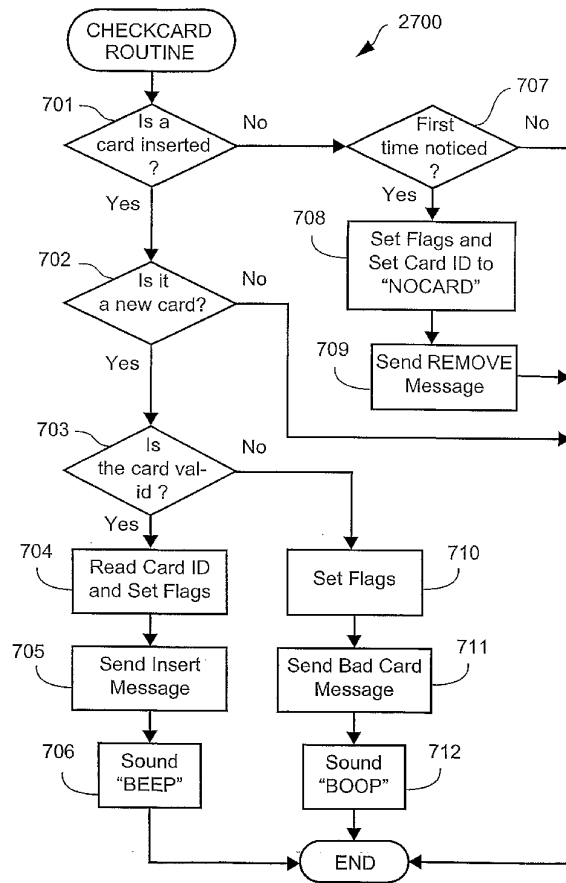 CHECKCARD
ROUTINE
2700
701
Is a
card inserted
?
No
Yes
707
First
time noticed
?
No
Yes
708
Set Flags and
Set Card ID to
“NOCARD”
709
Send REMOVE
Message
702
Is it
a new card?
No
Yes
703
Is
the card val-
id ?
No
Yes
704
Read Card ID
and Set Flags
710
Set Flags
705
Send Insert
Message
711
Send Bad Card
Message
706
Sound
“BEEP”
712
Sound
“BOOP”
END